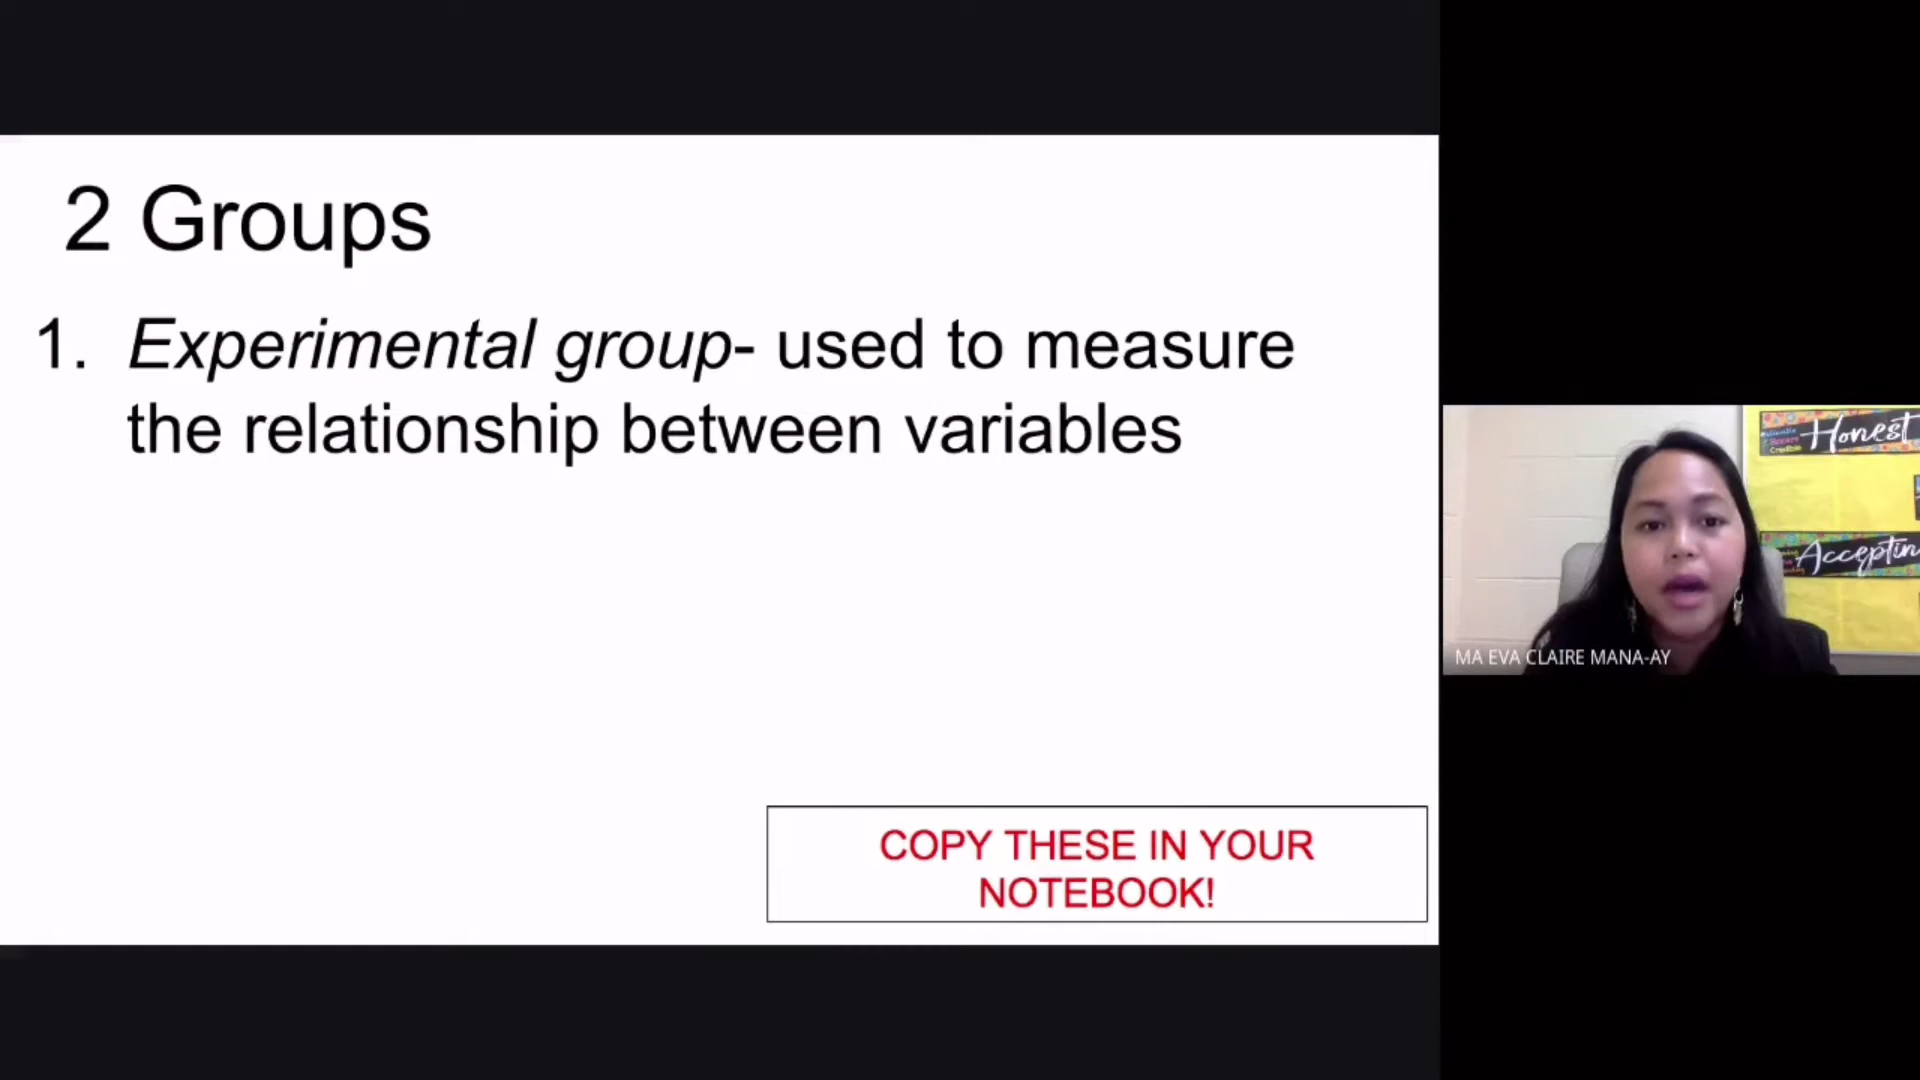 2 Groups
1. Experimental group- used to measure
the relationship between variables
COPY THESE IN YOUR
NOTEBOOK!
Honest
Credible
Acceptin
MA EVA CLAIRE MANA-AY